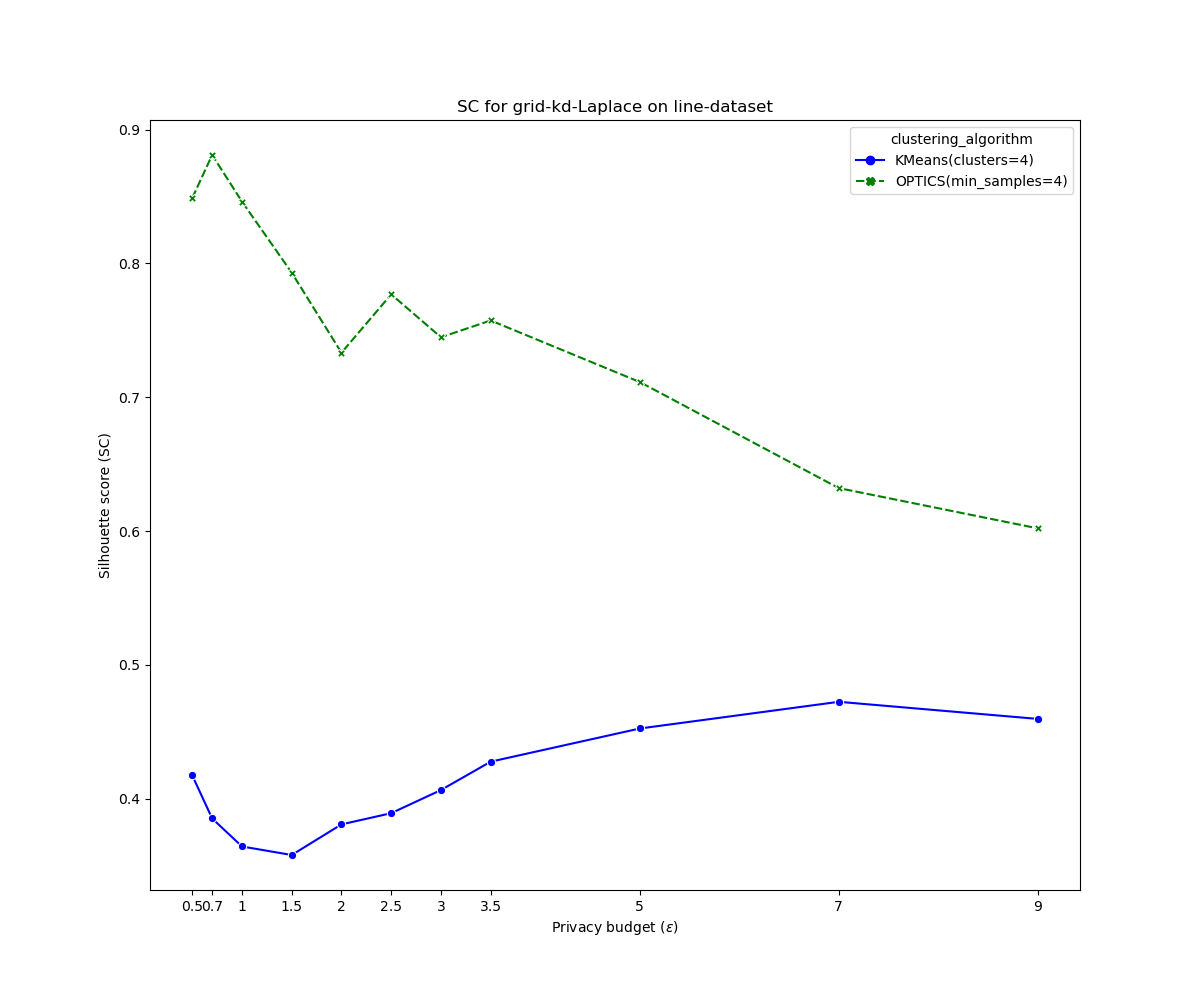 SC for grid-kd-Laplace on line-dataset
clustering_algorithm
KMeans(clusters=4)
OPTICS(min_samples=4)
0.9
0.8
0.7
0.6
0.5
0.4
Silhouette score (SC)
0.5 0.7 1 1.5 2 2.5 3 3.5 5 7 9
Privacy budget (ε)